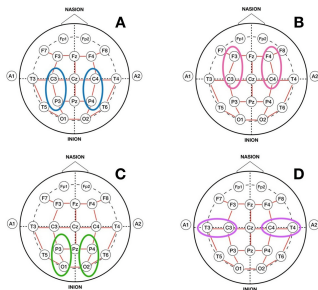 A
NASION
Fp1 Fp2
F7 F3 Fz F4 F8
A1 T3 C3 Cz C4 T4 A2
T5 P3 Pz P4 T6
O1 O2
INION
B
NASION
Fp1 Fp2
F7 F3 Fz F4 F8
A1 T3 C3 Cz C4 T4 A2
T5 P3 Pz P4 T6
O1 O2
INION
C
NASION
Fp1 Fp2
F7 F3 Fz F4 F8
A1 T3 C3 Cz C4 T4 A2
T5 P3 Pz P4 T6
O1 O2
INION
D
NASION
Fp1 Fp2
F7 F3 Fz F4 F8
A1 T3 C3 Cz C4 T4 A2
T5 P3 Pz P4 T6
O1 O2
INION